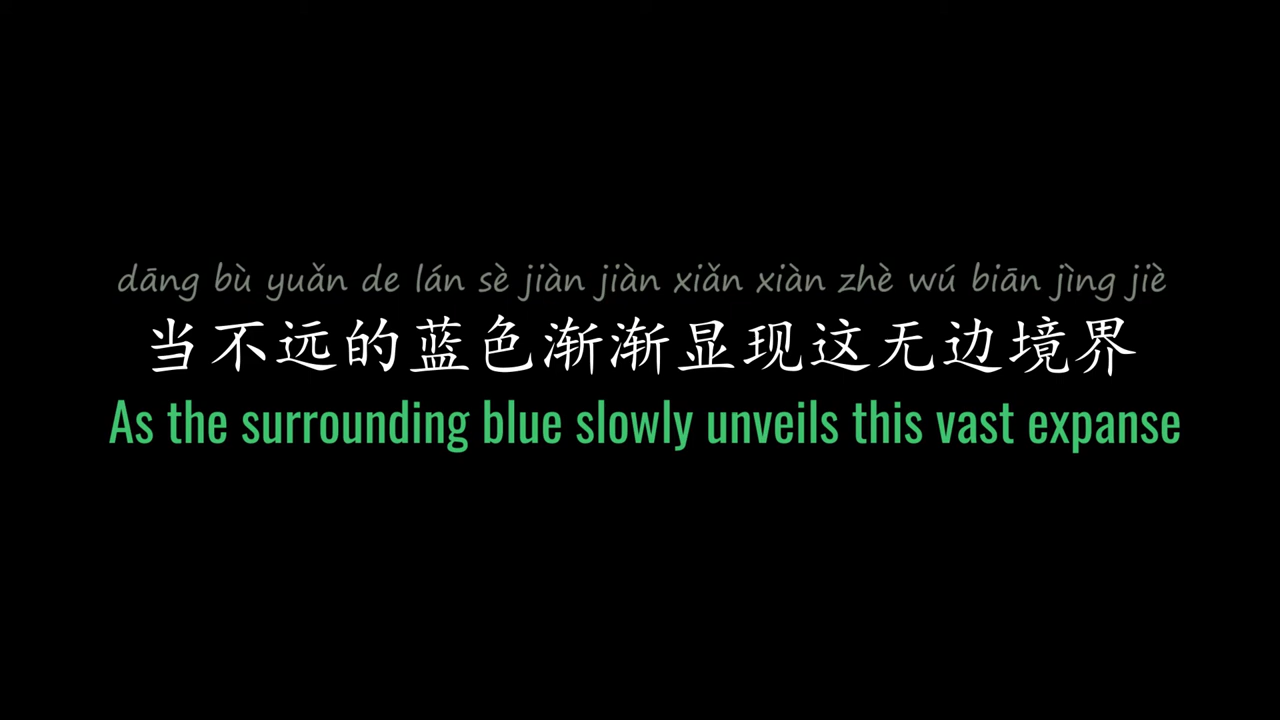 dāng bù yuǎn de lán sè jiàn jiàn xiǎn xiàn zhè wú biān jìng jiè
当不远的蓝色渐渐显现这无边境界
As the surrounding blue slowly unveils this vast expanse